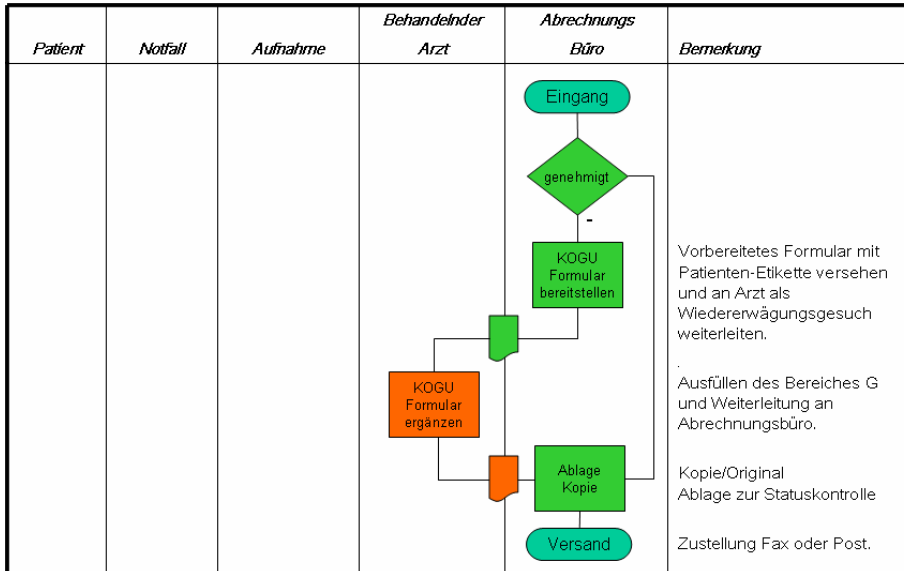 Patient
Notfall
Aufnahme
Behandelnder
Arzt
Abrechnungs
Büro
Bemerkung
Eingang
genehmigt
-
KOGU
Formular
bereitstellen
Vorbereitetes Formular mit
Patienten-Etikette versehen
und an Arzt als
Wiedererwägungsgesuch
weiterleiten.
.
KOGU
Formular
ergänzen
Ausfüllen des Bereiches G
und Weiterleitung an
Abrechnungsbüro.
Ablage
Kopie
Kopie/Original
Ablage zur Statuskontrolle
Versand
Zustellung Fax oder Post.